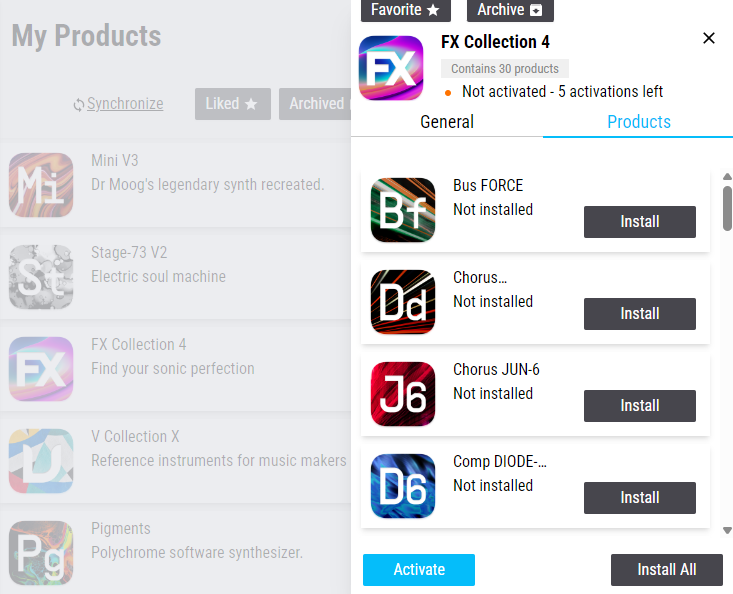 My Products
Synchronize
Liked
Archived
Mi
Mini V3
Dr Moog's legendary synth recreated.
St
Stage-73 V2
Electric soul machine
FX
FX Collection 4
Find your sonic perfection
V Collection X
Reference instruments for music makers
Pg
Pigments
Polychrome software synthesizer.
Favorite
Archive
FX
FX Collection 4
Contains 30 products
Not activated - 5 activations left
General
Products
Bf
Bus FORCE
Not installed
Install
Dd
Chorus...
Not installed
Install
J6
Chorus JUN-6
Not installed
Install
D6
Comp DIODE-...
Not installed
Install
Activate
Install All